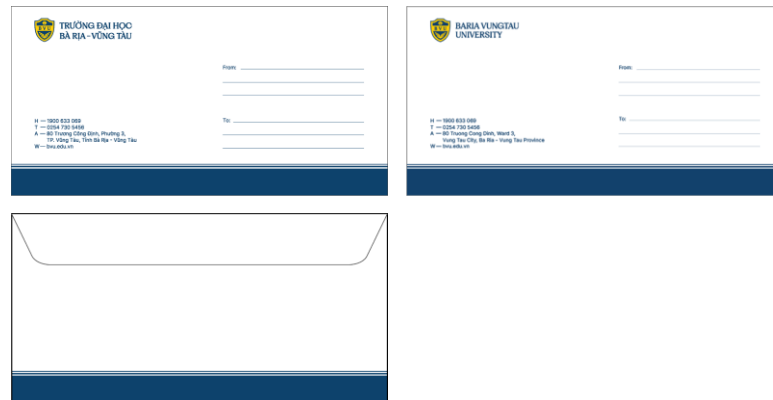 BVU
TRƯỜNG ĐẠI HỌC
BÀ RỊA - VŨNG TÀU
From:
To:
H — 1900 633 069
T — 0254 730 5456
A — 80 Trương Công Định, Phường 3,
TP. Vũng Tàu, Tỉnh Bà Rịa - Vũng Tàu
W — bvu.edu.vn
BVU
BARIA VUNGTAU
UNIVERSITY
From:
To:
H — 1900 633 069
T — 0254 730 5456
A — 80 Truong Cong Dinh, Ward 3,
Vung Tau City, Ba Ria - Vung Tau Province
W — bvu.edu.vn